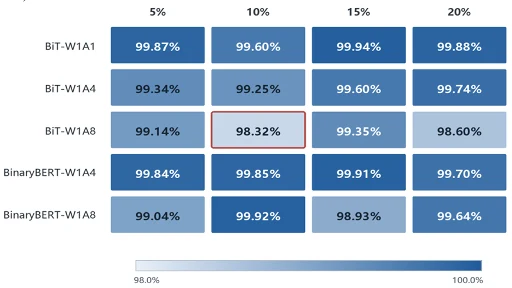 5% 10% 15% 20%
BiT-W1A1 99.87% 99.60% 99.94% 99.88%
BiT-W1A4 99.34% 99.25% 99.60% 99.74%
BiT-W1A8 99.14% 98.32% 99.35% 98.60%
BinaryBERT-W1A4 99.84% 99.85% 99.91% 99.70%
BinaryBERT-W1A8 99.04% 99.92% 98.93% 99.64%
98.0% 100.0%